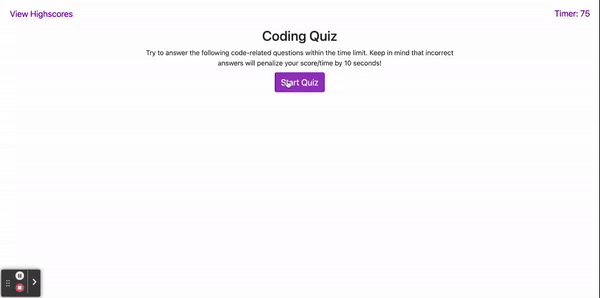 View Highscores
Timer: 75
Coding Quiz
Try to answer the following code-related questions within the time limit. Keep in mind that incorrect
answers will penalize your score/time by 10 seconds!
Start Quiz